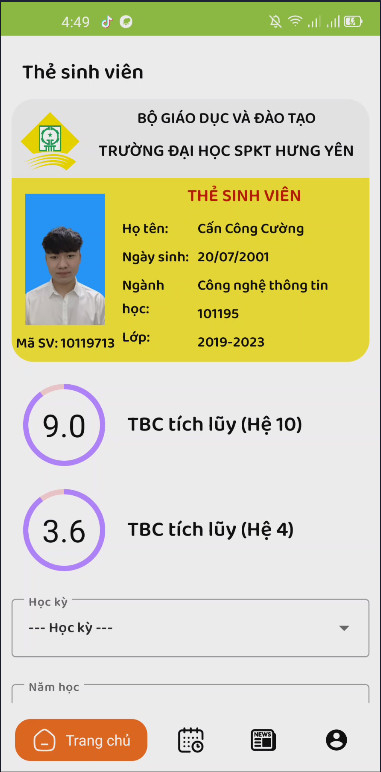 4:49
Thẻ sinh viên
BỘ GIÁO DỤC VÀ ĐÀO TẠO
TRƯỜNG ĐẠI HỌC SPKT HƯNG YÊN
THẺ SINH VIÊN
Họ tên: Cấn Công Cường
Ngày sinh: 20/07/2001
Ngành học: Công nghệ thông tin
101195
Lớp: 2019-2023
Mã SV: 10119713
9.0 TBC tích lũy (Hệ 10)
3.6 TBC tích lũy (Hệ 4)
Học kỳ
--- Học kỳ ---
Năm học
Trang chủ
NEWS